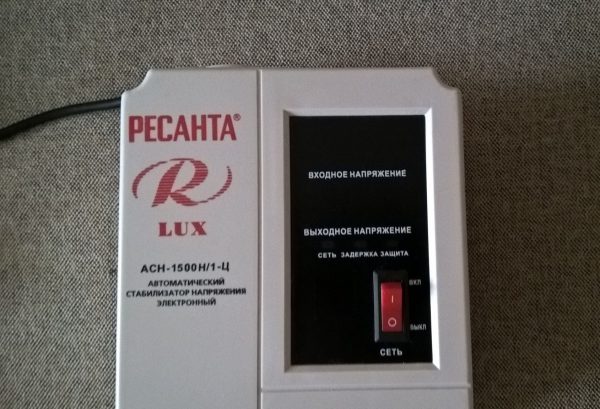 РЕСАНТА®
R
LUX
АСН-1500Н/1-Ц
АВТОМАТИЧЕСКИЙ
СТАБИЛИЗАТОР НАПРЯЖЕНИЯ
ЭЛЕКТРОННЫЙ
ВХОДНОЕ НАПРЯЖЕНИЕ
ВЫХОДНОЕ НАПРЯЖЕНИЕ
СЕТЬ ЗАДЕРЖКА ЗАЩИТА
ВКЛ
I
O
ВЫКЛ
СЕТЬ